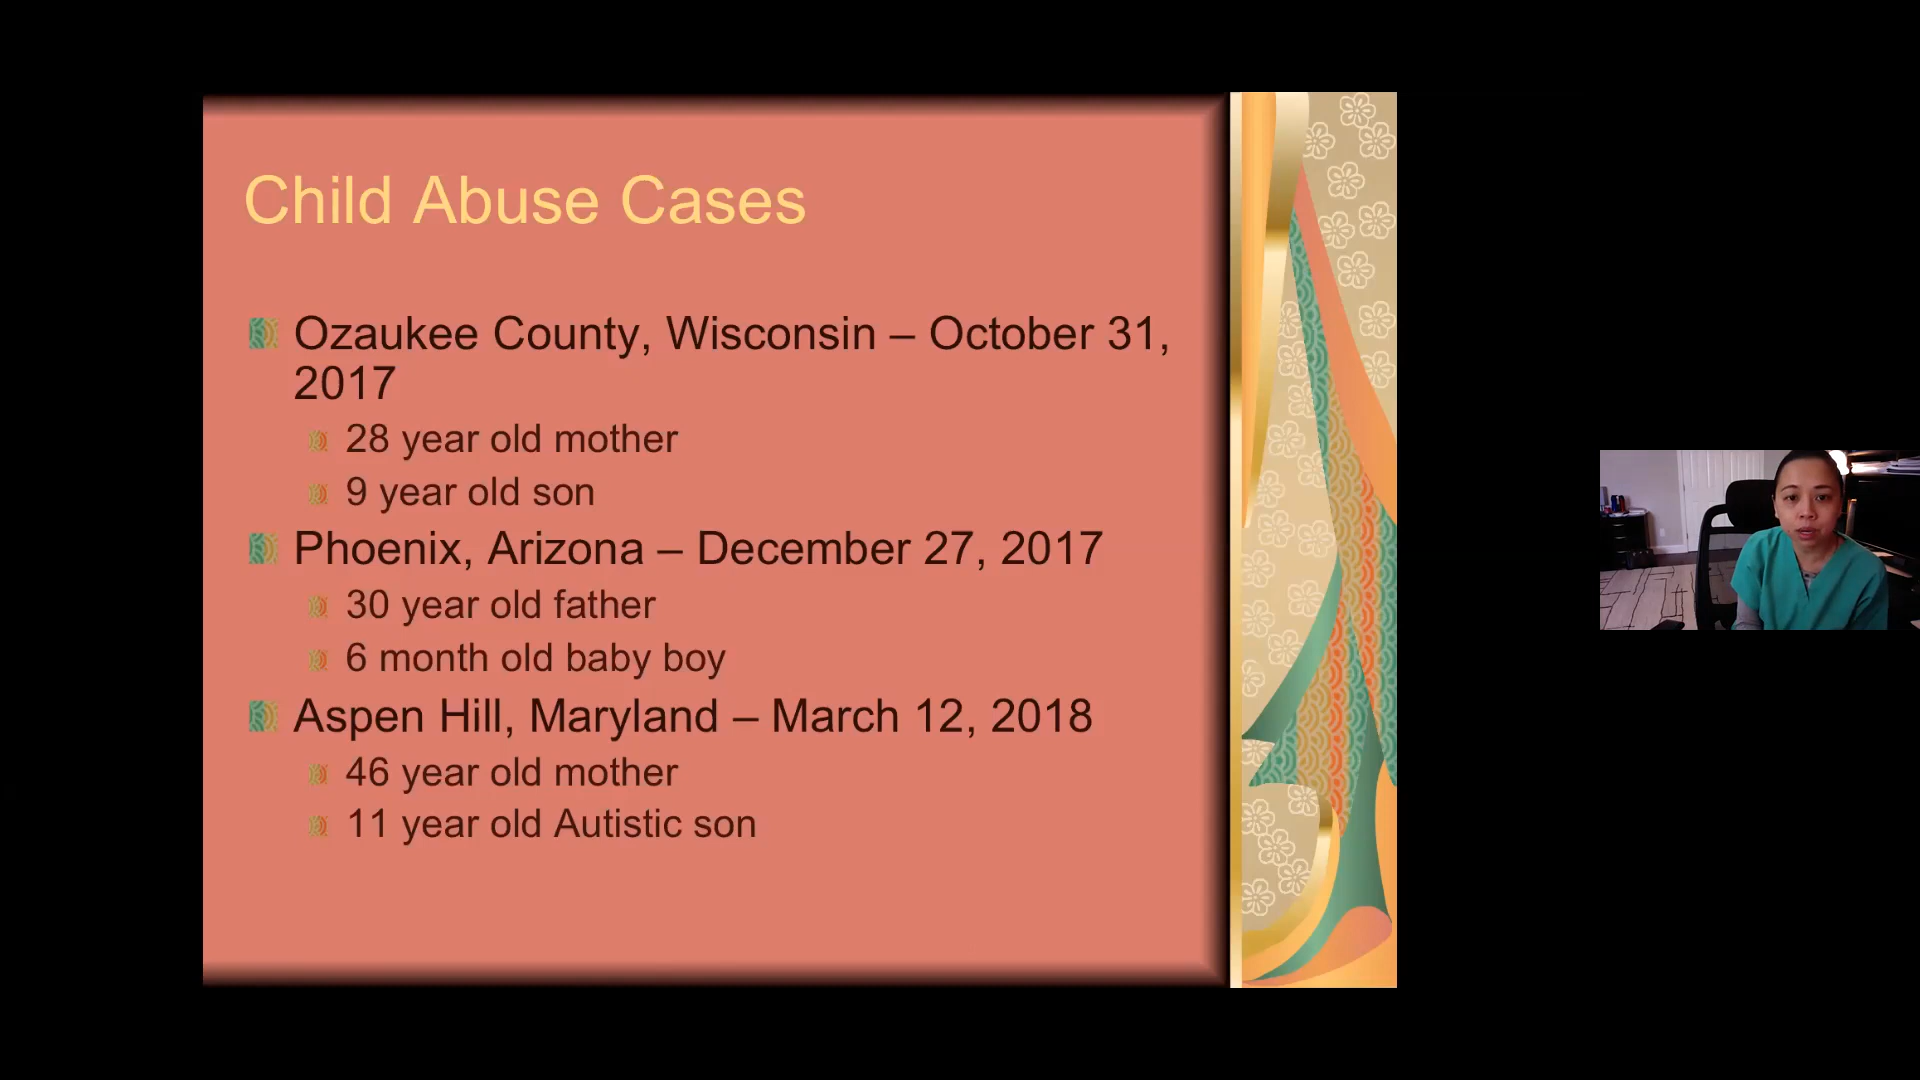 Child Abuse Cases
Ozaukee County, Wisconsin – October 31,
2017
28 year old mother
9 year old son
Phoenix, Arizona – December 27, 2017
30 year old father
6 month old baby boy
Aspen Hill, Maryland – March 12, 2018
46 year old mother
11 year old Autistic son